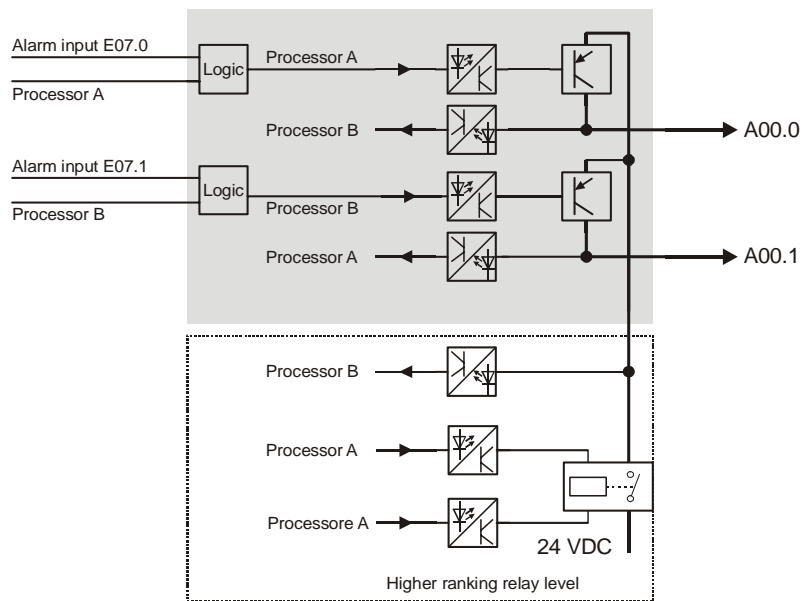 Alarm input E07.0
Processor A
Logic
Processor A
Processor B
A00.0
Alarm input E07.1
Processor B
Logic
Processor B
Processor A
A00.1
Processor B
Processor A
Processore A
24 VDC
Higher ranking relay level